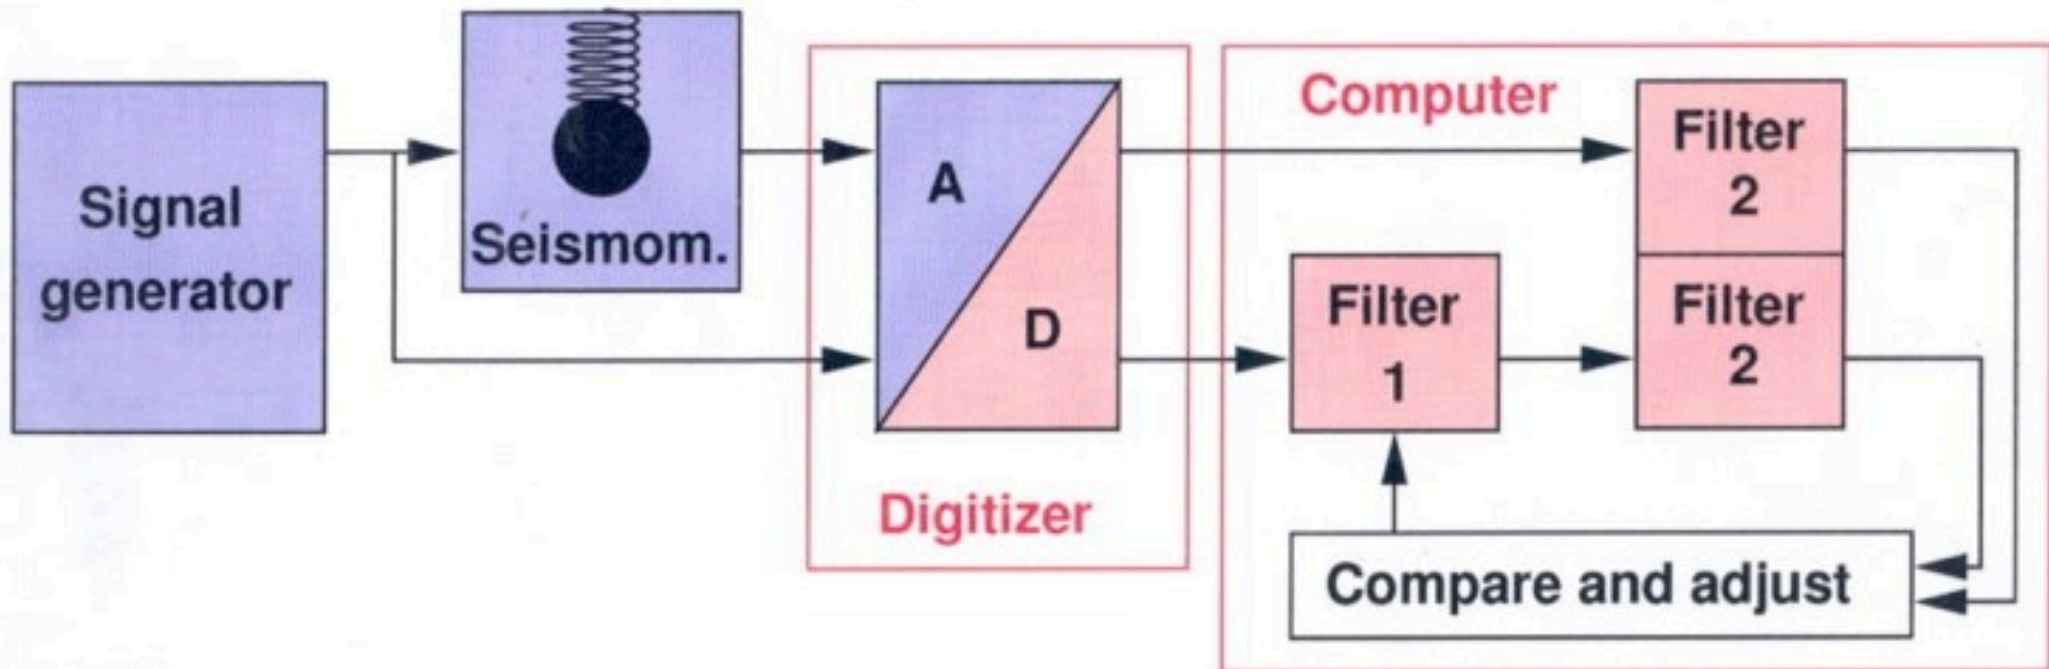 Signal
generator
Seismom.
A
D
Digitizer
Computer
Filter
2
Filter
1
Filter
2
Compare and adjust